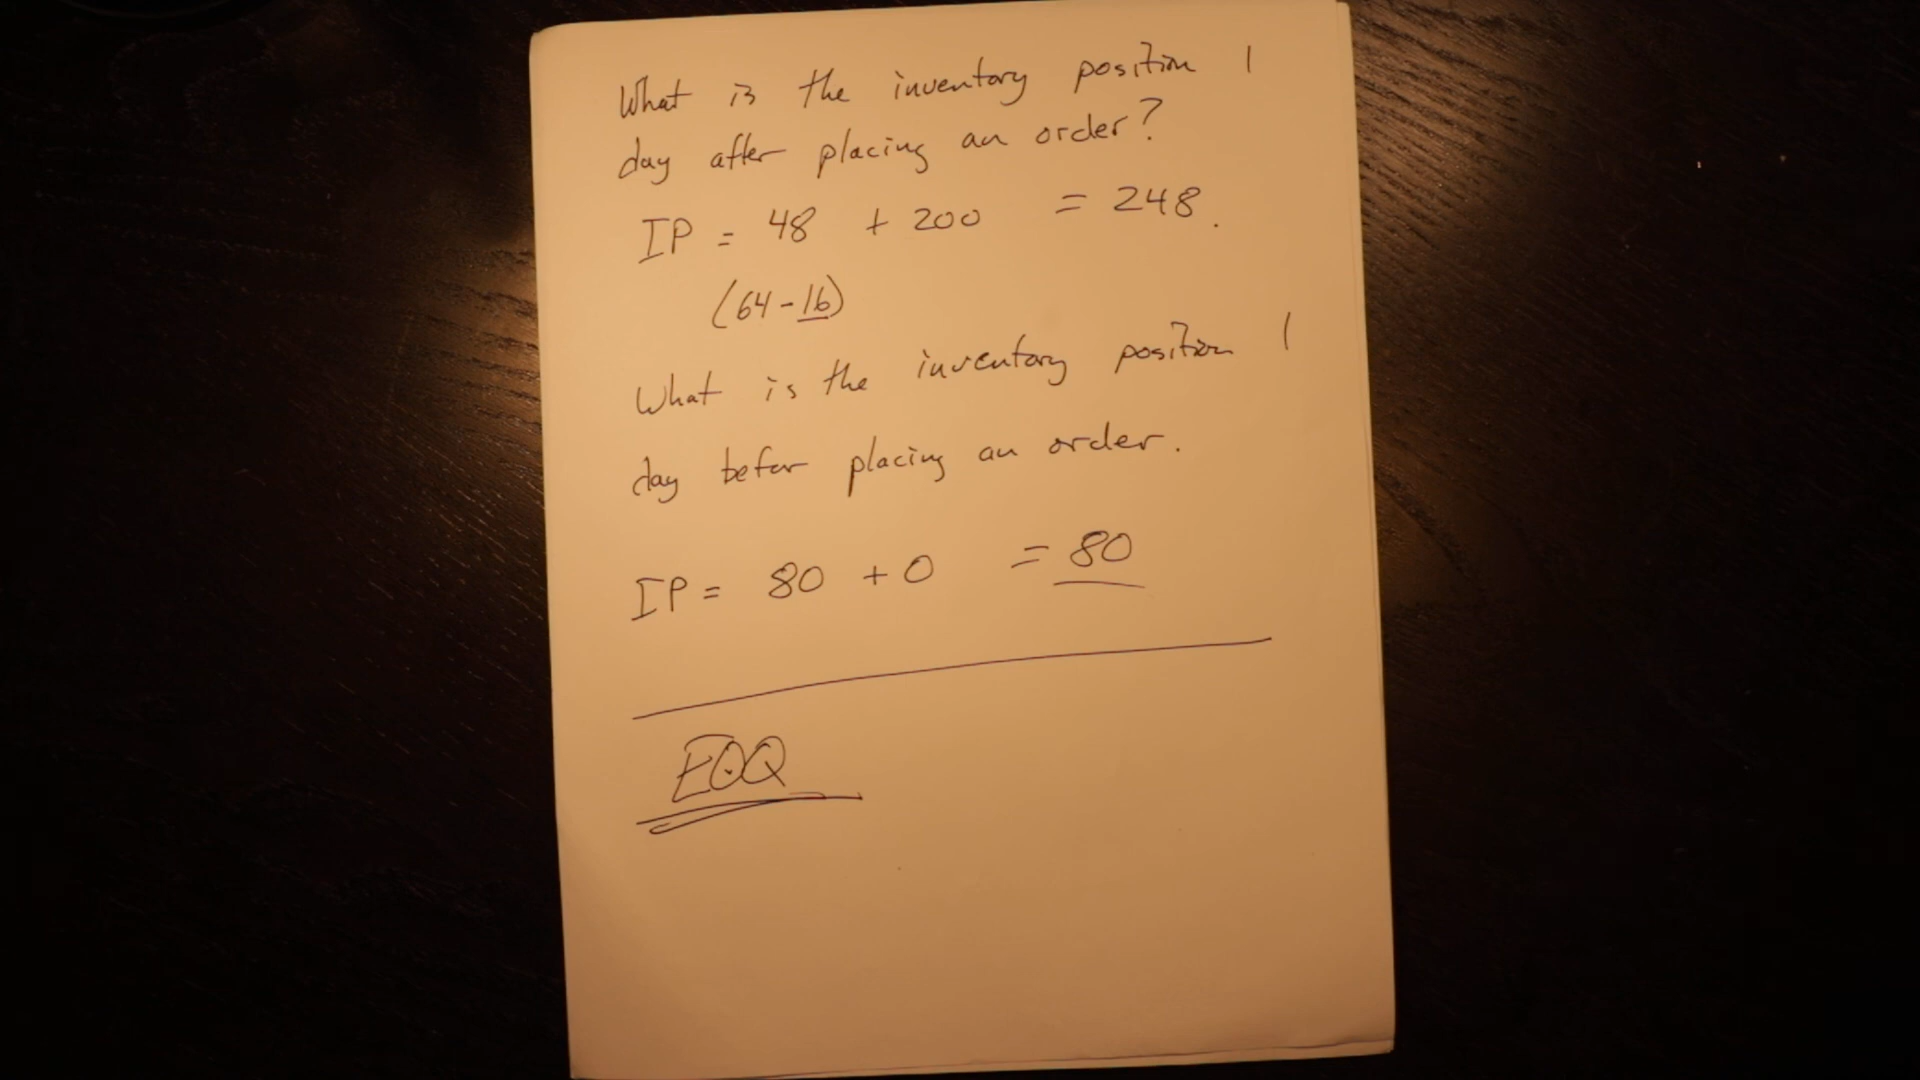 What is the inventory position 1
day after placing an order?
IP = 48 + 200 = 248.
(64-16)
What is the inventory position 1
day befor placing an order.
IP = 80 + 0 = 80
EOQ